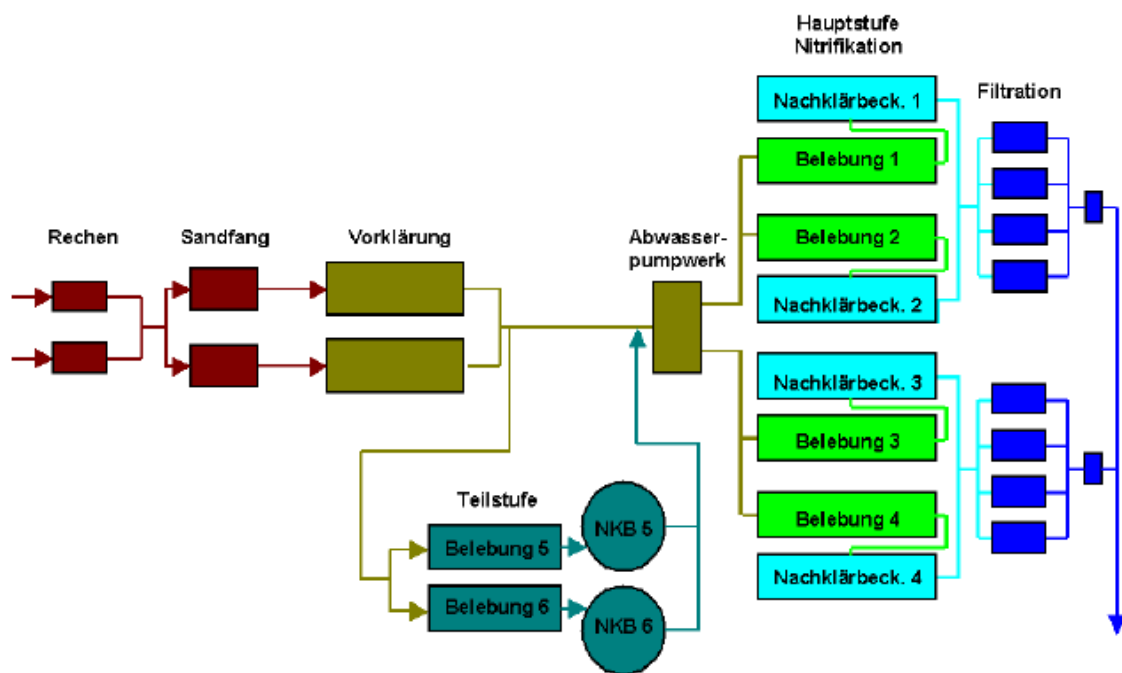 Hauptstufe
Nitrifikation
Nachklärbeck. 1
Filtration
Belebung 1
Rechen
Sandfang
Vorklärung
Abwasser-
pumpwerk
Belebung 2
Nachklärbeck. 2
Nachklärbeck. 3
Belebung 3
Teilstufe
Belebung 5
NKB 5
Belebung 6
NKB 6
Belebung 4
Nachklärbeck. 4